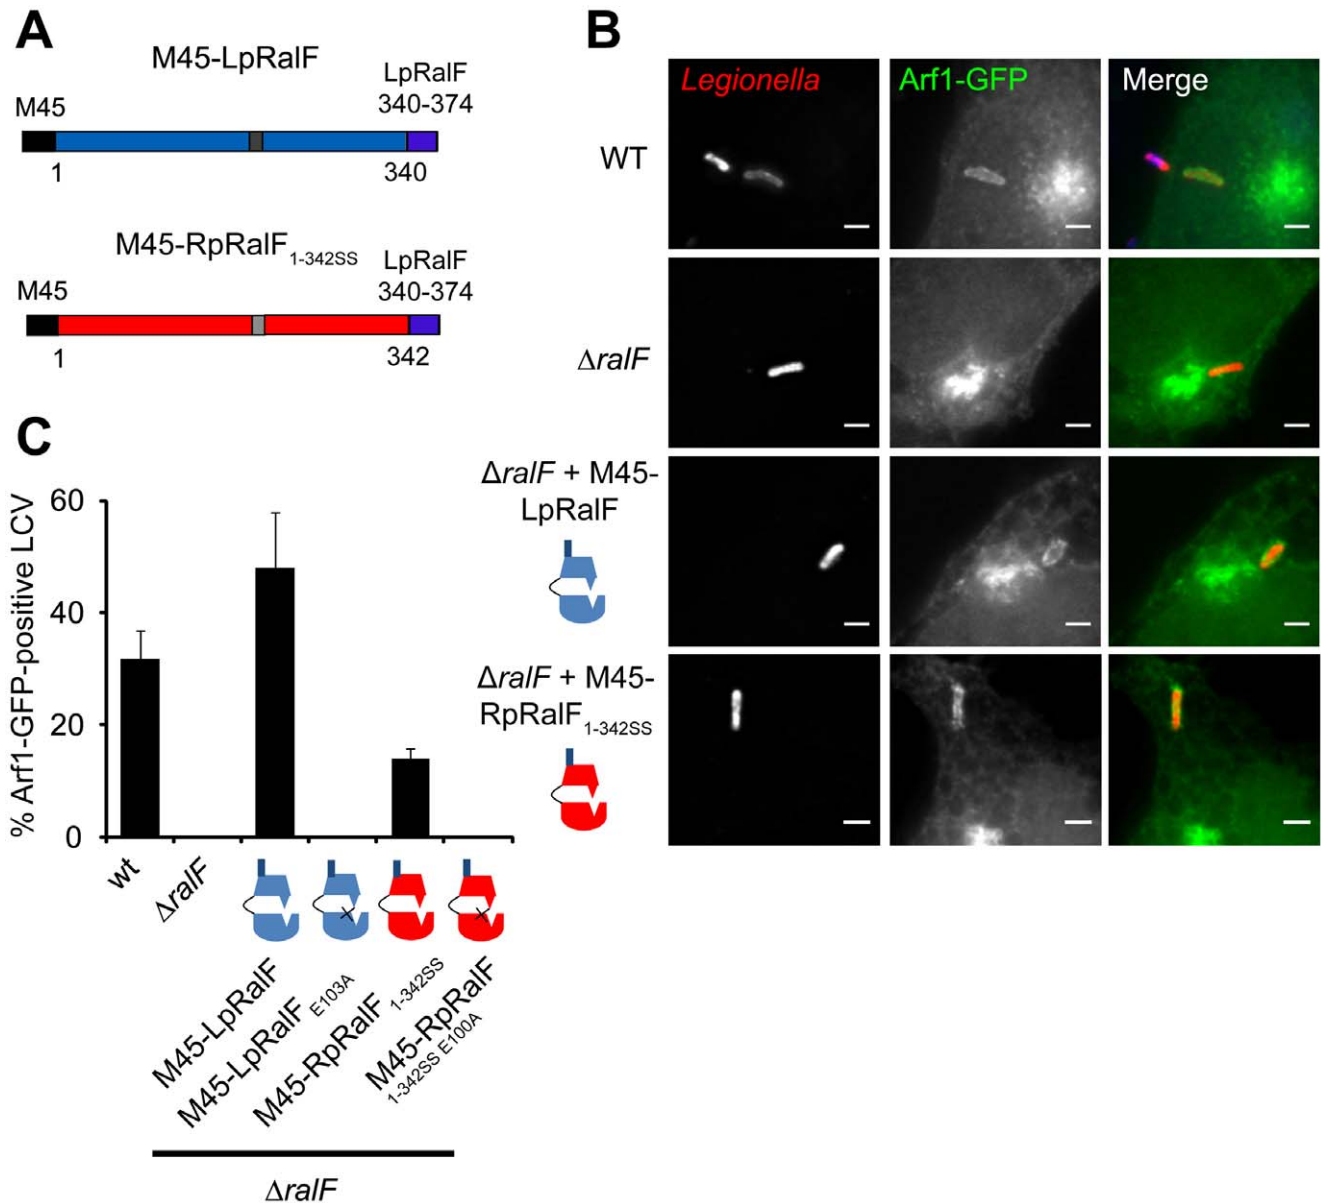 A
M45-LpRalF
LpRalF
340-374
M45
1
340
M45-RpRalF1-342SS
LpRalF
340-374
M45
1
342
B
Legionella
Arf1-GFP
Merge
WT
ΔralF
ΔralF + M45-
LpRalF
ΔralF + M45-
RpRalF1-342SS
C
% Arf1-GFP-positive LCV
60
40
20
0
wt
ΔralF
M45-LpRalF
M45-LpRalF E103A
M45-RpRalF 1-342SS
M45-RpRalF
1-342SS E100A
ΔralF